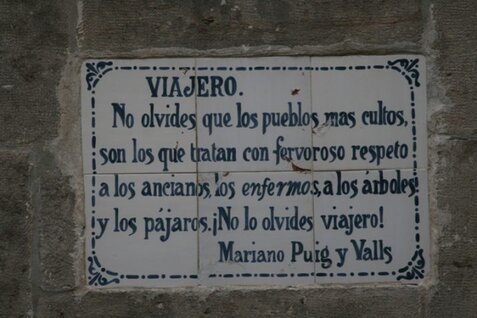 VIAJERO.
No olvides que los pueblos mas cultos,
son los que tratan con fervoroso respeto
a los ancianos, los enfermos, a los árboles
y los pájaros. ¡No lo olvides viajero!
Mariano Puig y Valls